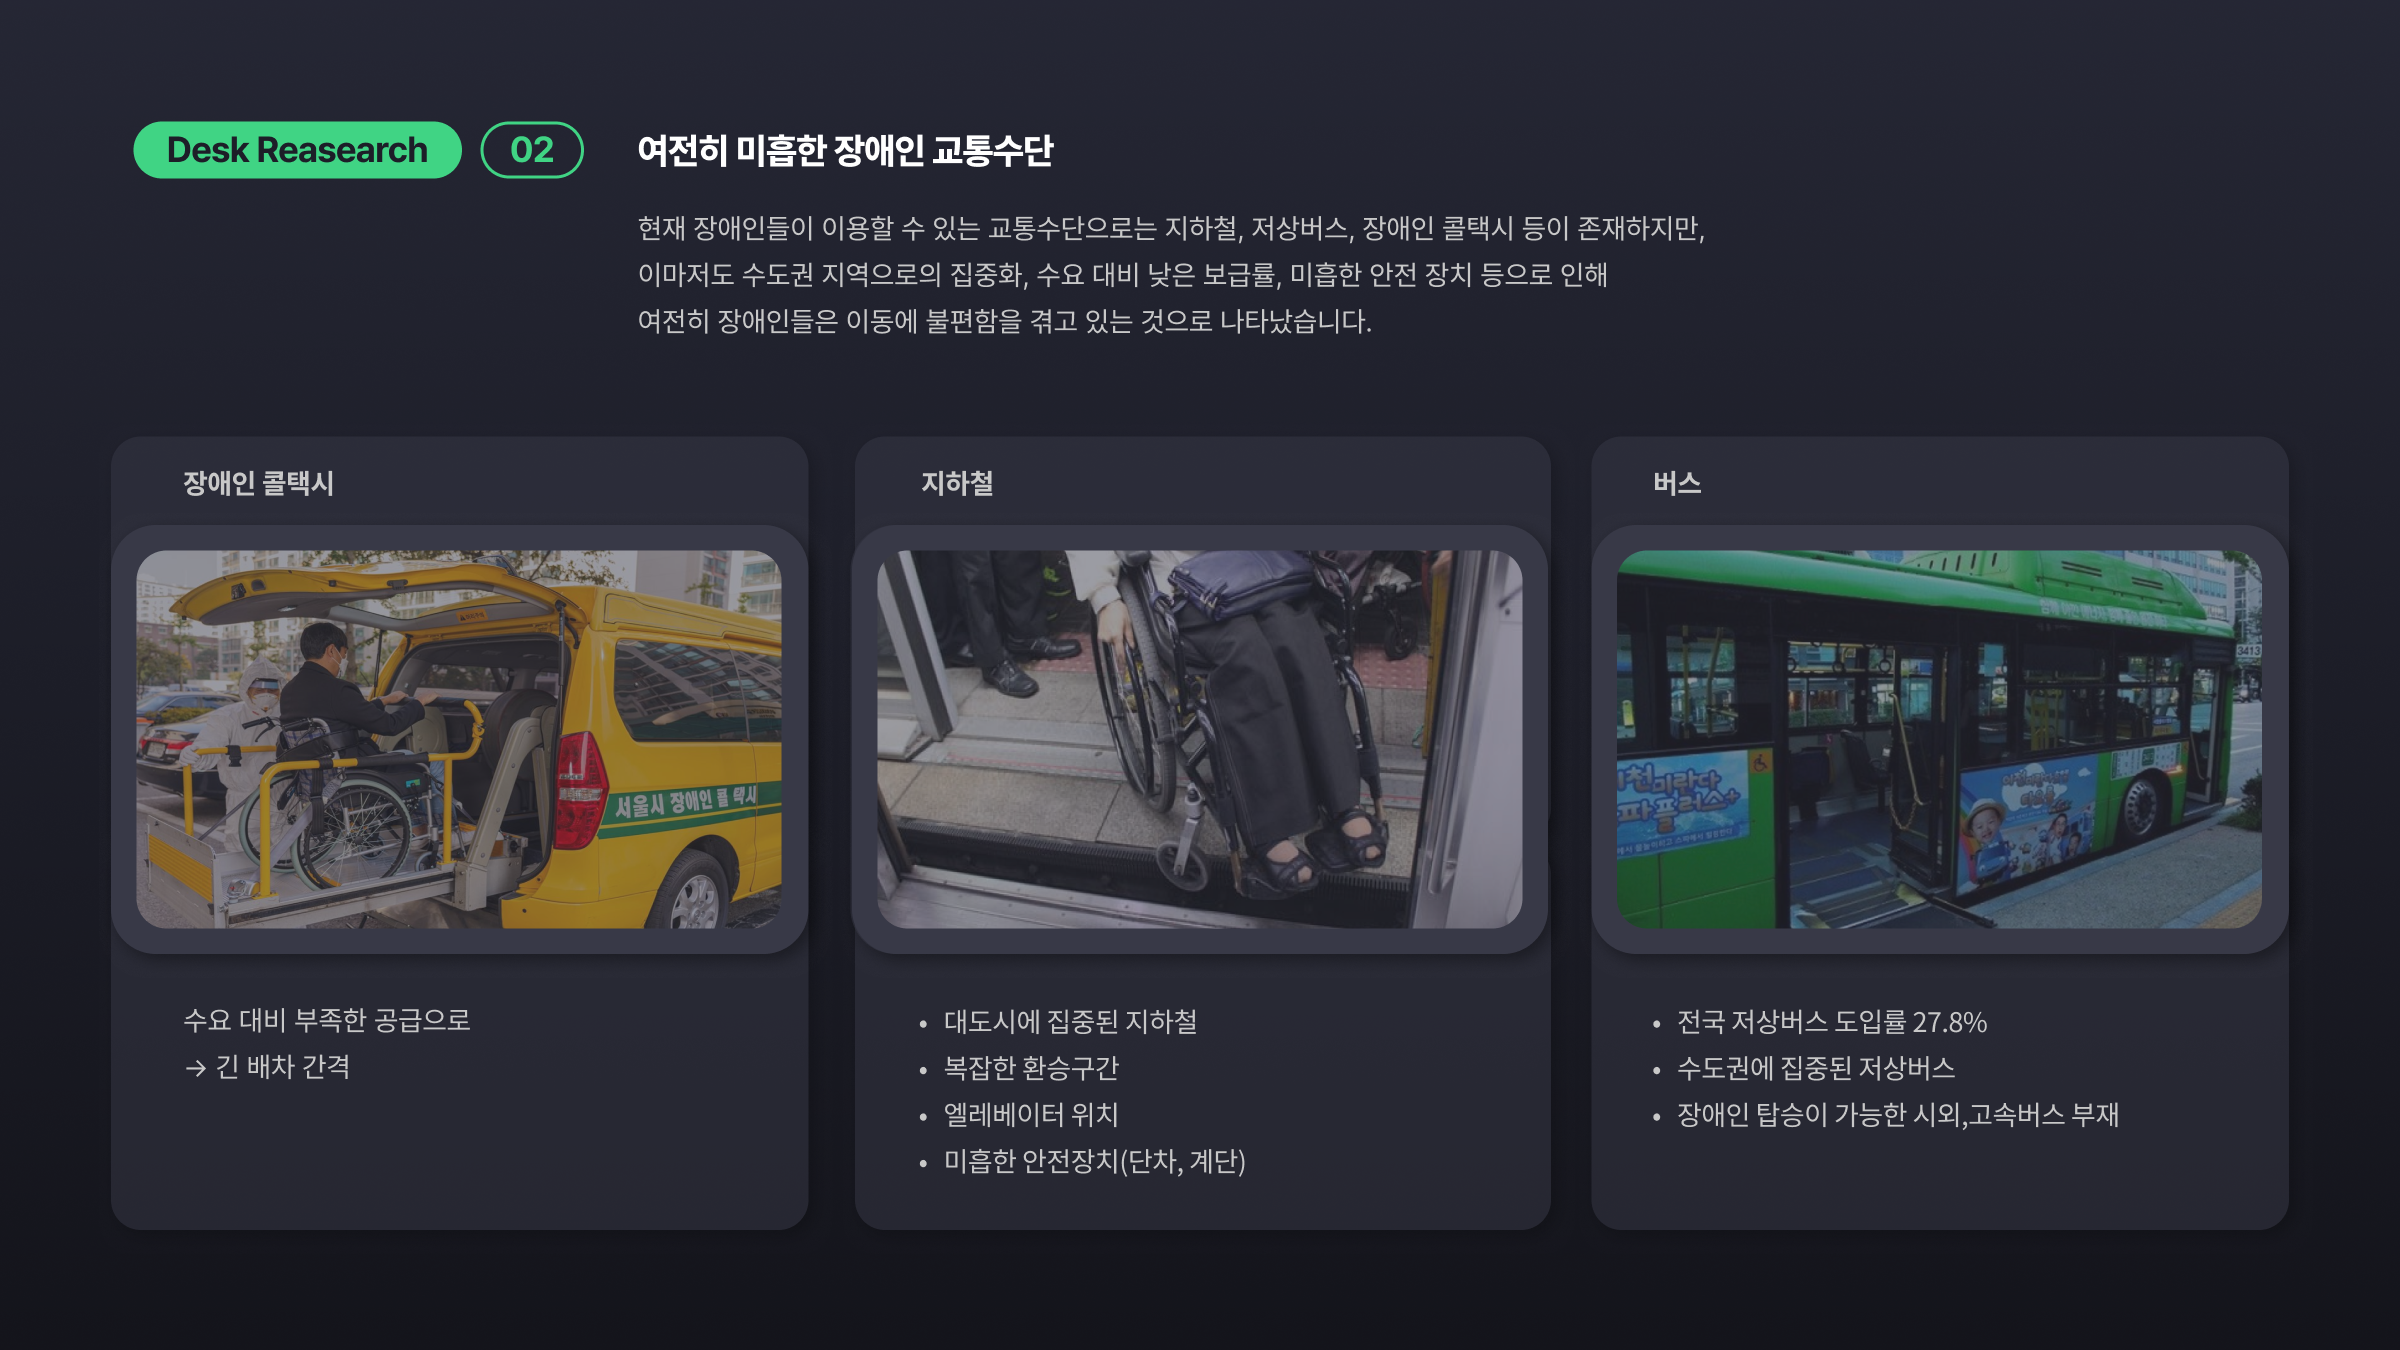 Desk Reasearch
02
여전히 미흡한 장애인 교통수단
현재 장애인들이 이용할 수 있는 교통수단으로는 지하철, 저상버스, 장애인 콜택시 등이 존재하지만,
이마저도 수도권 지역으로의 집중화, 수요 대비 낮은 보급률, 미흡한 안전 장치 등으로 인해
여전히 장애인들은 이동에 불편함을 겪고 있는 것으로 나타났습니다.
장애인 콜택시
서울시 장애인 콜 택시
수요 대비 부족한 공급으로
→ 긴 배차 간격
지하철
• 대도시에 집중된 지하철
• 복잡한 환승구간
• 엘레베이터 위치
• 미흡한 안전장치(단차, 계단)
버스
3413
• 전국 저상버스 도입률 27.8%
• 수도권에 집중된 저상버스
• 장애인 탑승이 가능한 시외,고속버스 부재